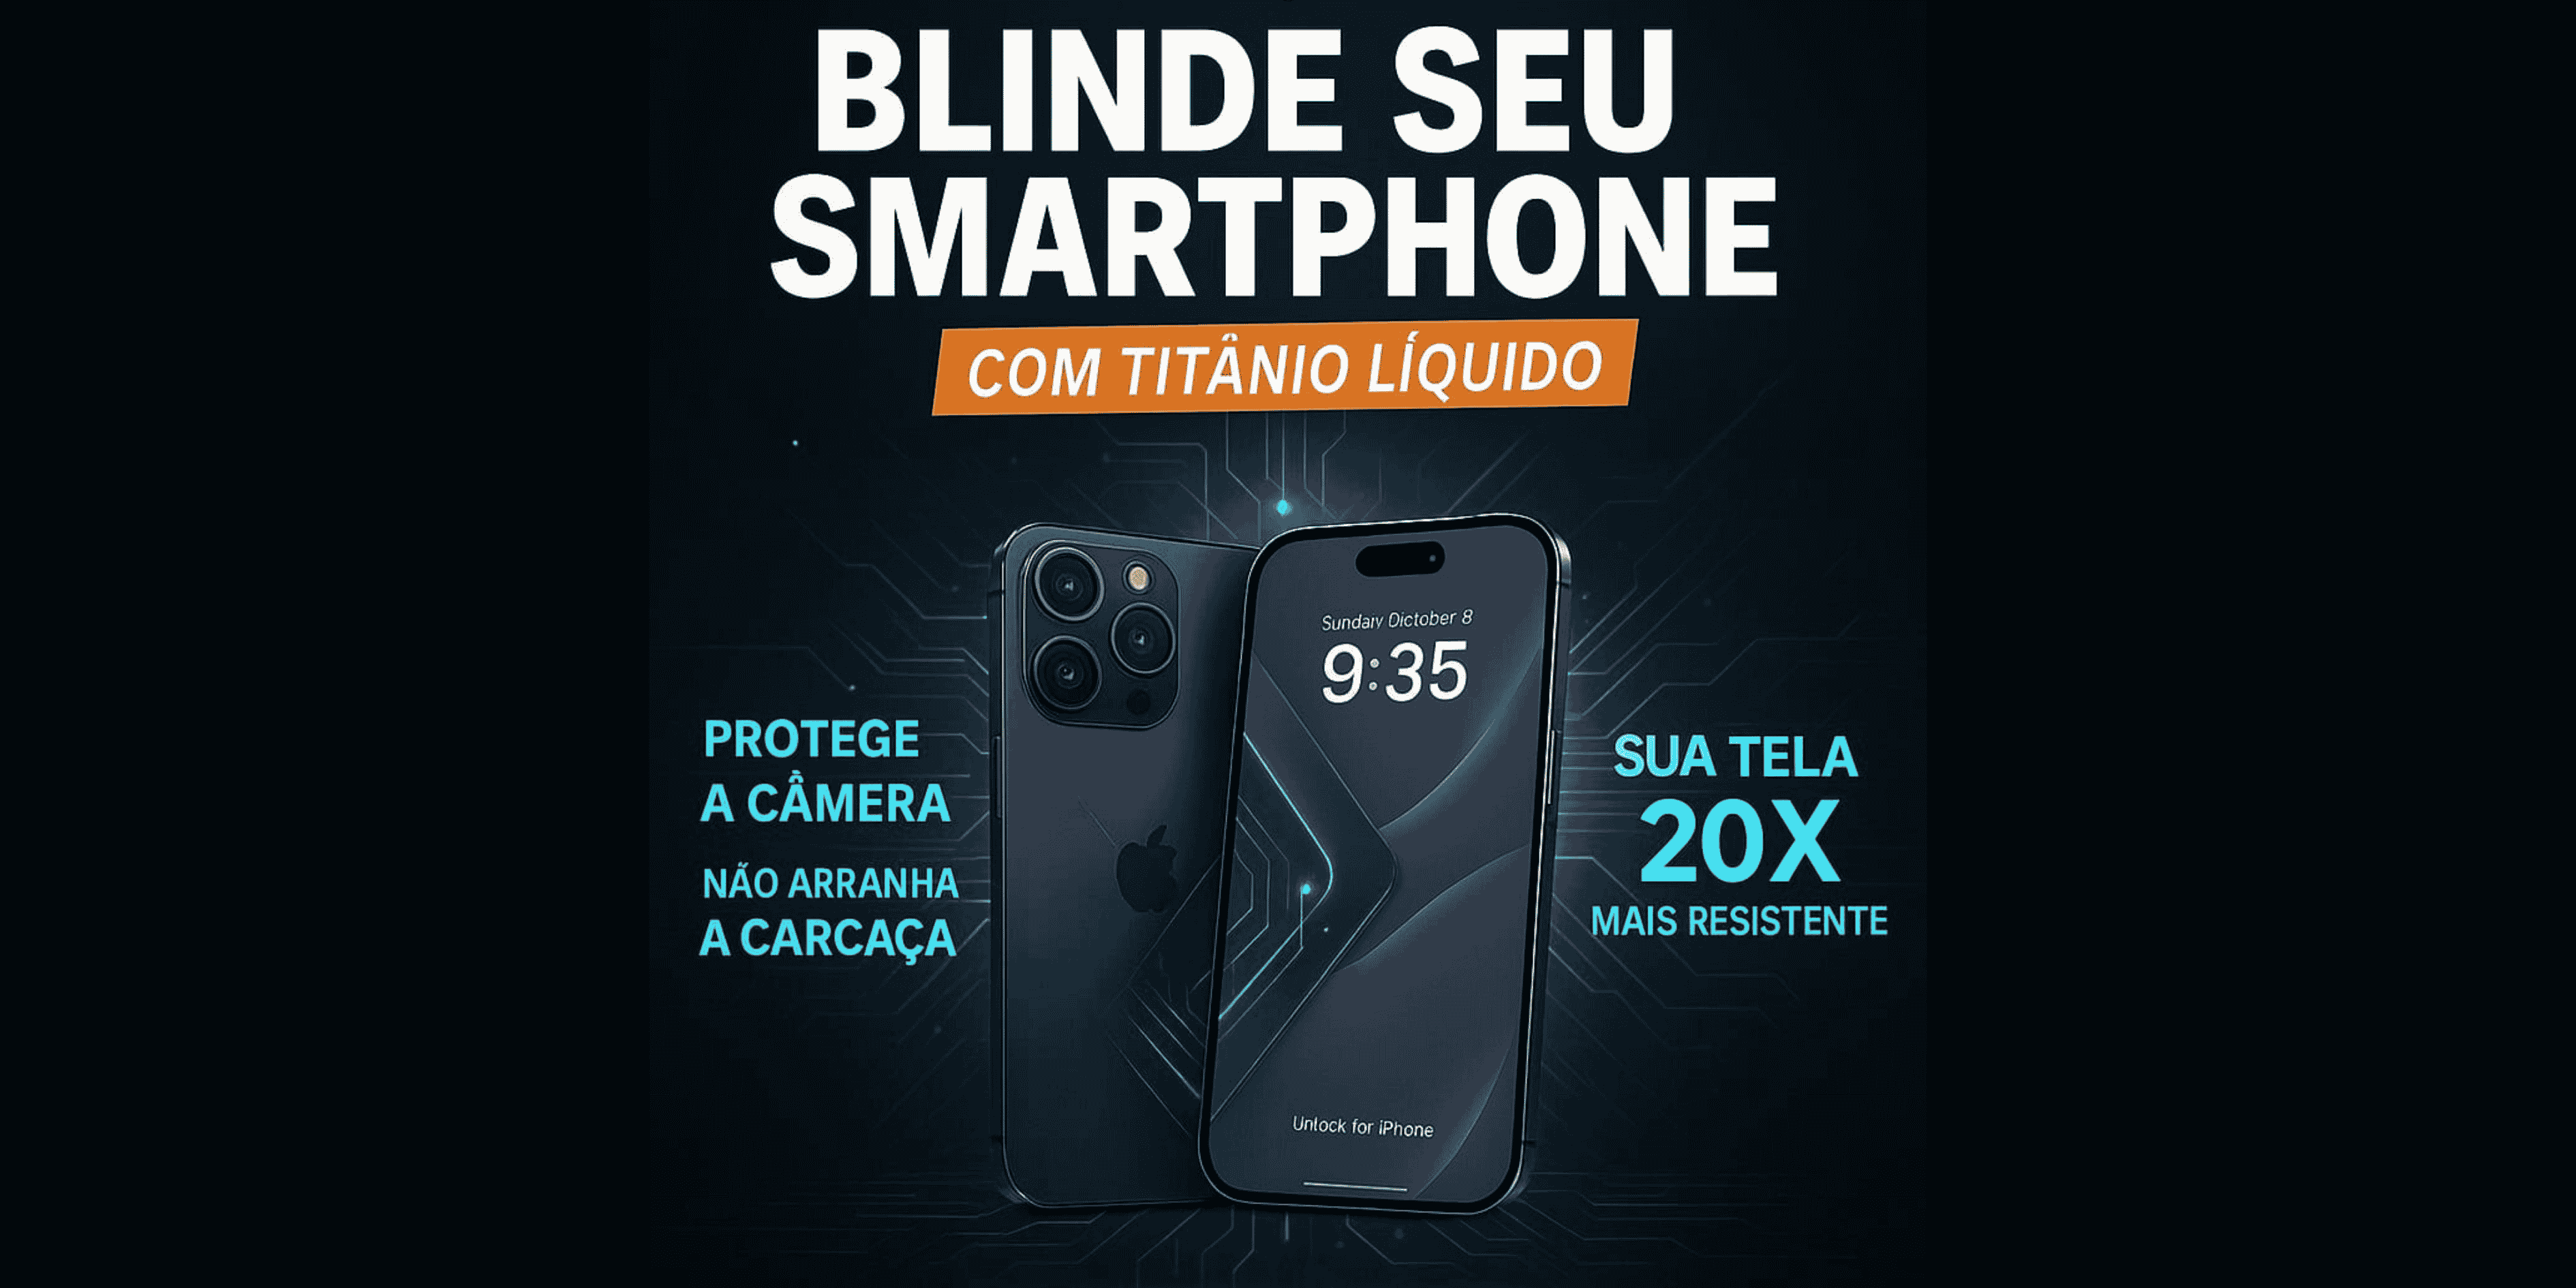 BLINDE SEU
SMARTPHONE
COM TITÂNIO LÍQUIDO
Sunday Dictober 8
9:35
PROTEGE
A CÂMERA
NÃO ARRANHA
A CARCAÇA
SUA TELA
20X
MAIS RESISTENTE
Unlock for iPhone